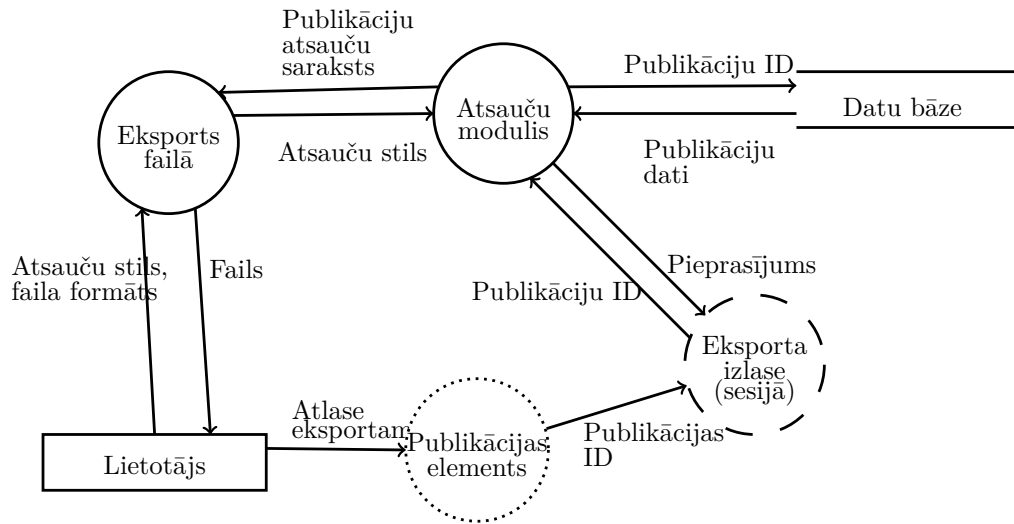 Publikāciju
atsauču
saraksts
Publikāciju ID
Eksports
failā
Atsauču
modulis
Datu bāze
Atsauču stils
Publikāciju
dati
Atsauču stils,
faila formāts
Fails
Pieprasījums
Publikāciju ID
Eksporta
izlase
(sesijā)
Atlase
eksportam
Publikācijas
elements
Publikācijas
ID
Lietotājs